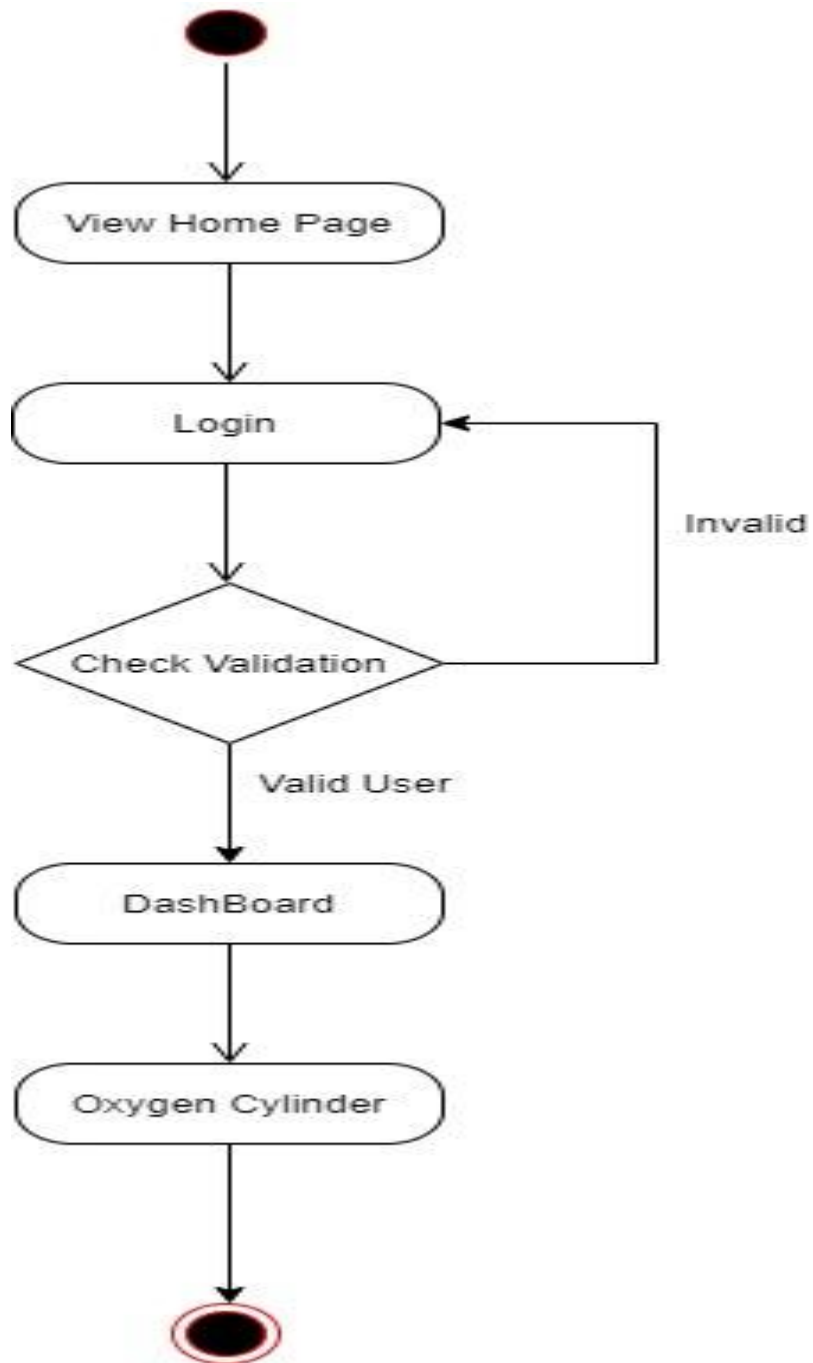 View Home Page
Login
Invalid
Check Validation
Valid User
DashBoard
Oxygen Cylinder